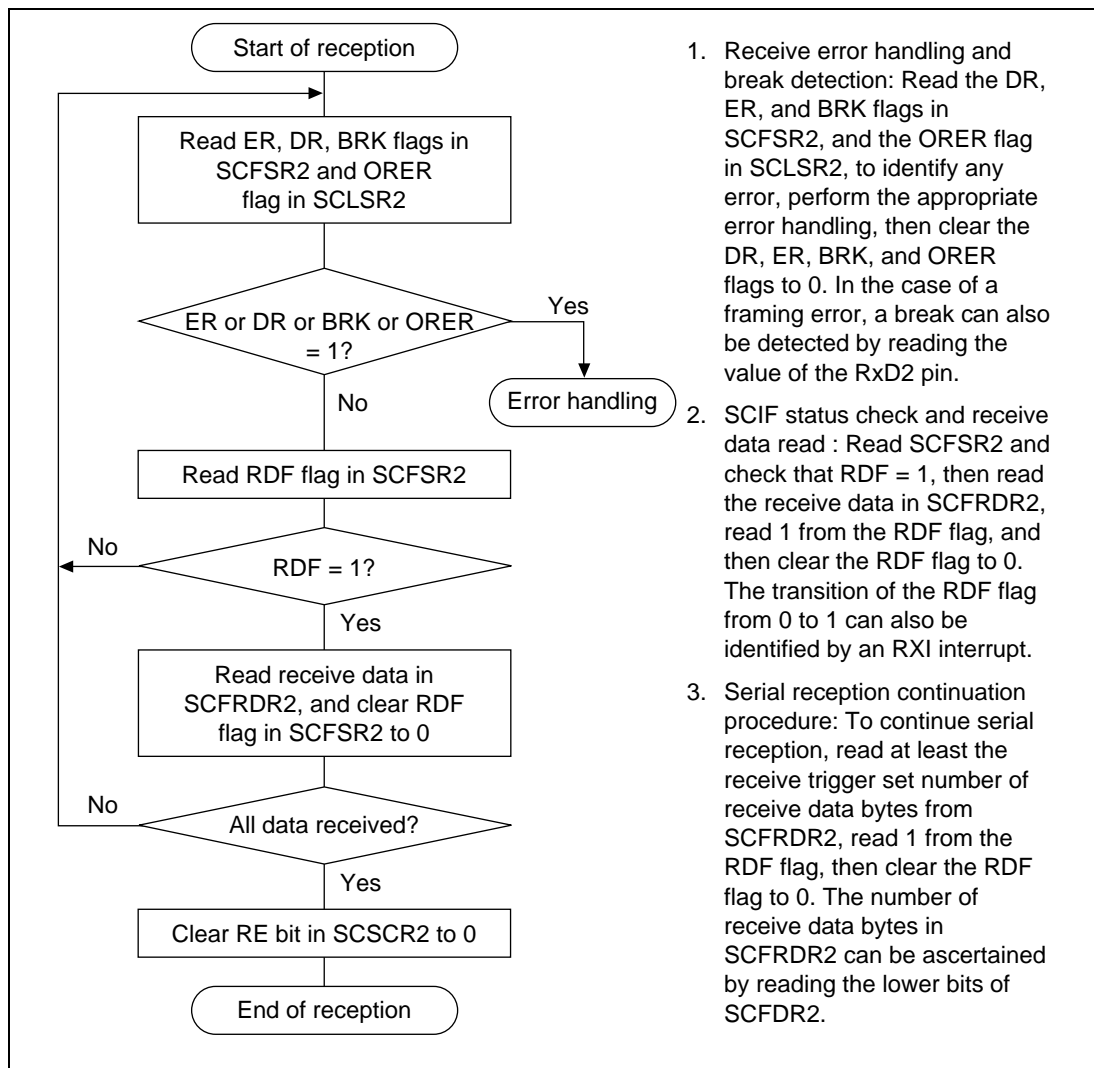 Start of reception
Read ER, DR, BRK flags in
SCFSR2 and ORER
flag in SCLSR2
ER or DR or BRK or ORER
= 1?
Yes
Error handling
No
Read RDF flag in SCFSR2
No
RDF = 1?
Yes
Read receive data in
SCFRDR2, and clear RDF
flag in SCFSR2 to 0
No
All data received?
Yes
Clear RE bit in SCSCR2 to 0
End of reception
1. Receive error handling and
break detection: Read the DR,
ER, and BRK flags in
SCFSR2, and the ORER flag
in SCLSR2, to identify any
error, perform the appropriate
error handling, then clear the
DR, ER, BRK, and ORER
flags to 0. In the case of a
framing error, a break can also
be detected by reading the
value of the RxD2 pin.
2. SCIF status check and receive
data read : Read SCFSR2 and
check that RDF = 1, then read
the receive data in SCFRDR2,
read 1 from the RDF flag, and
then clear the RDF flag to 0.
The transition of the RDF flag
from 0 to 1 can also be
identified by an RXI interrupt.
3. Serial reception continuation
procedure: To continue serial
reception, read at least the
receive trigger set number of
receive data bytes from
SCFRDR2, read 1 from the
RDF flag, then clear the RDF
flag to 0. The number of
receive data bytes in
SCFRDR2 can be ascertained
by reading the lower bits of
SCFDR2.